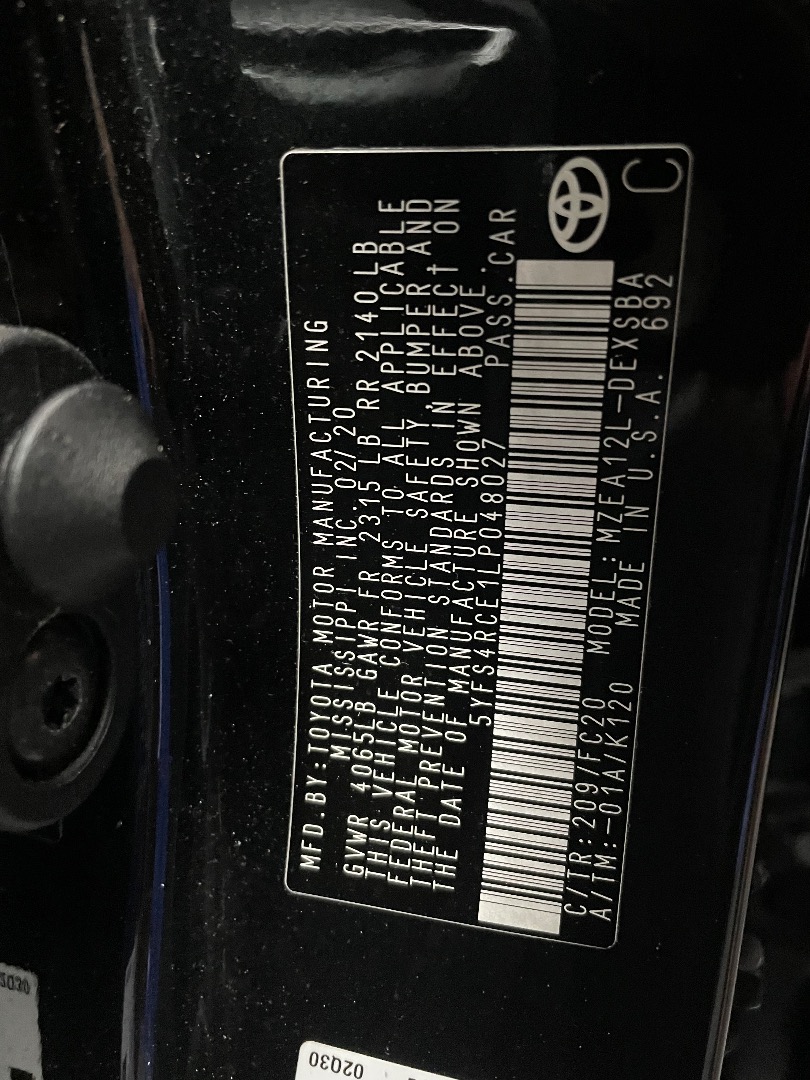 MFD.BY:TOYOTA MOTOR MANUFACTURING
MISSISSIPPI INC. 02/20
GVWR 4065LB GAWR FR 2315 LB RR 2140LB
THIS VEHICLE CONFORMS TO ALL APPLICABLE
FEDERAL MOTOR VEHICLE SAFETY, BUMPER AND
THEFT PREVENTION STANDARDS IN EFFECT ON
THE DATE OF MANUFACTURE SHOWN ABOVE.
5YFS4RCE1LP048027 PASS.CAR
C/TR:209/FC20 MODEL:MZEA12L-DEXSBA
A/TM:-01A/K120 MADE IN U.S.A. 692
C
02030